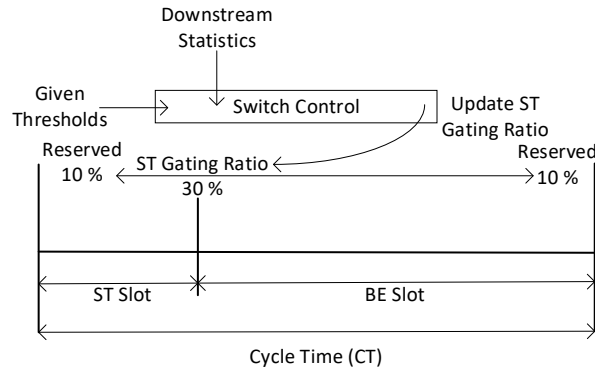 Downstream
Statistics
Given
Thresholds
Switch Control
Update ST
Gating Ratio
Reserved
10 %
ST Gating Ratio
30 %
Reserved
10 %
ST Slot
BE Slot
Cycle Time (CT)